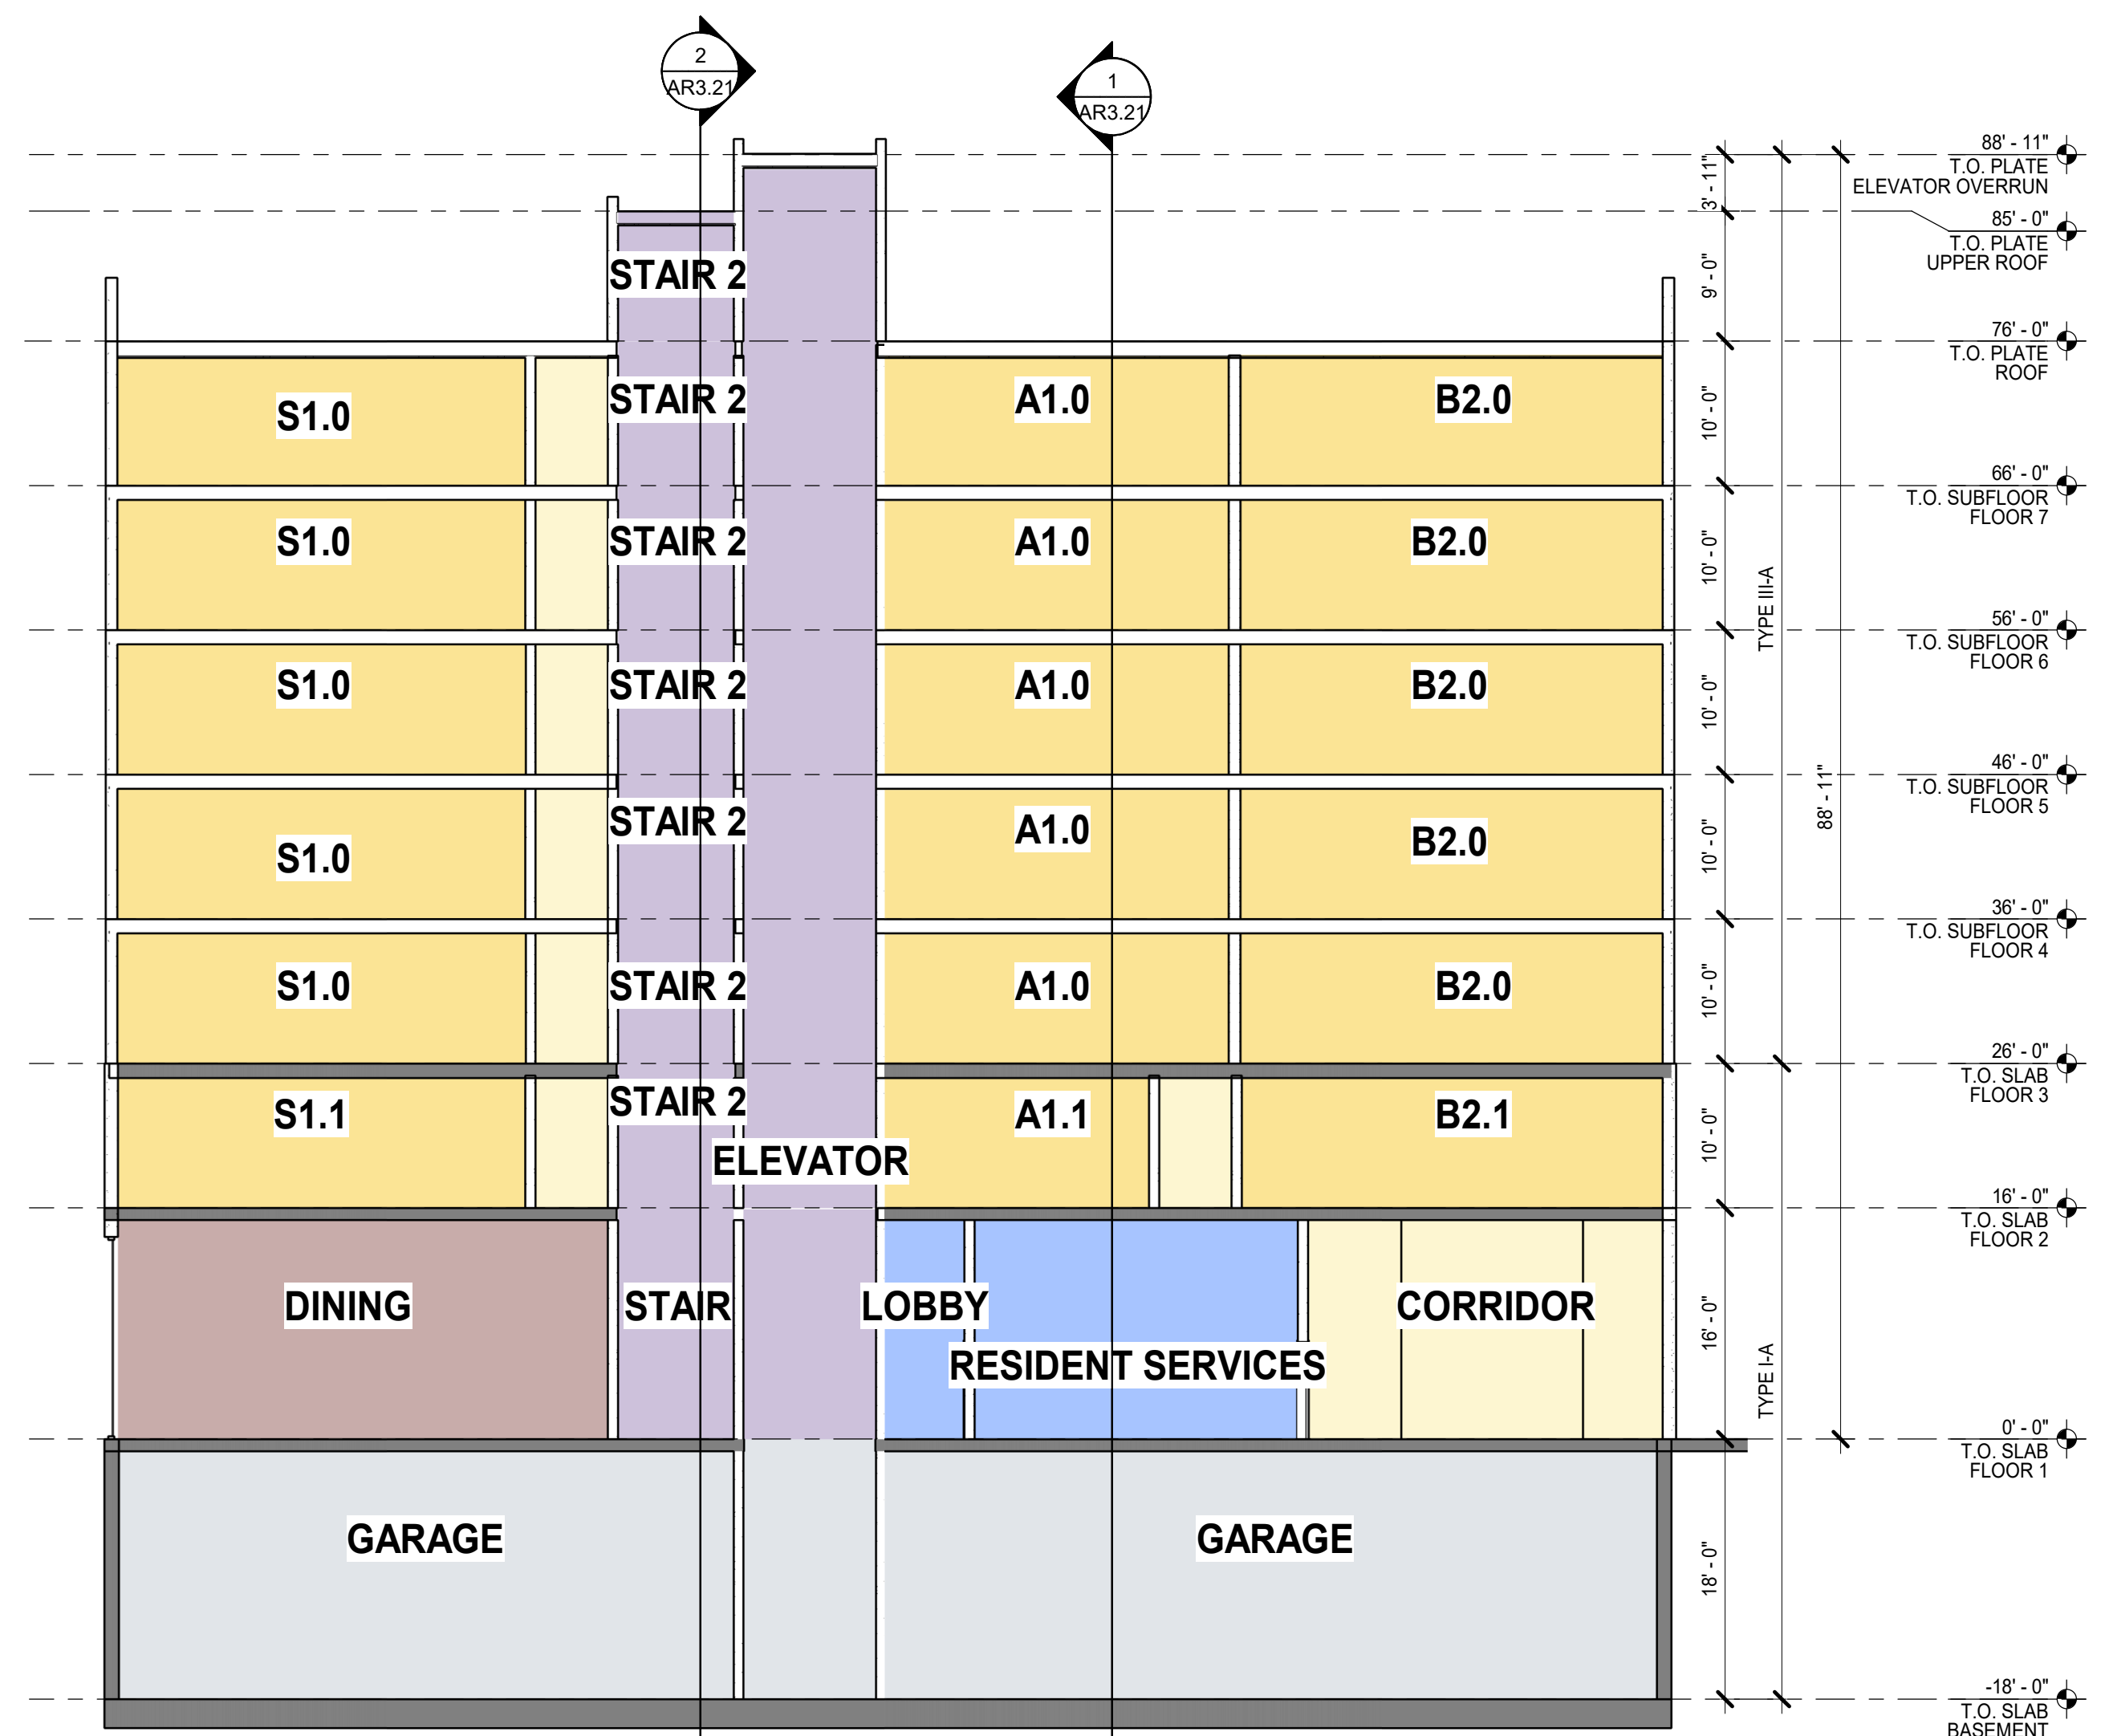 2
AR3.21
1
AR3.21
88' - 11"
T.O. PLATE
ELEVATOR OVERRUN
3' - 11"
85' - 0"
T.O. PLATE
UPPER ROOF
STAIR 2
9' - 0"
76' - 0"
T.O. PLATE
ROOF
S1.0
STAIR 2
A1.0
B2.0
10' - 0"
66' - 0"
T.O. SUBFLOOR
FLOOR 7
S1.0
STAIR 2
A1.0
B2.0
10' - 0"
TYPE III-A
56' - 0"
T.O. SUBFLOOR
FLOOR 6
S1.0
STAIR 2
A1.0
B2.0
10' - 0"
46' - 0"
T.O. SUBFLOOR
FLOOR 5
88' - 11"
S1.0
STAIR 2
A1.0
B2.0
10' - 0"
36' - 0"
T.O. SUBFLOOR
FLOOR 4
S1.0
STAIR 2
A1.0
B2.0
10' - 0"
26' - 0"
T.O. SLAB
FLOOR 3
S1.1
STAIR 2
ELEVATOR
A1.1
B2.1
10' - 0"
16' - 0"
T.O. SLAB
FLOOR 2
DINING
STAIR
LOBBY
RESIDENT SERVICES
CORRIDOR
16' - 0"
TYPE I-A
0' - 0"
T.O. SLAB
FLOOR 1
GARAGE
GARAGE
18' - 0"
-18' - 0"
T.O. SLAB
BASEMENT